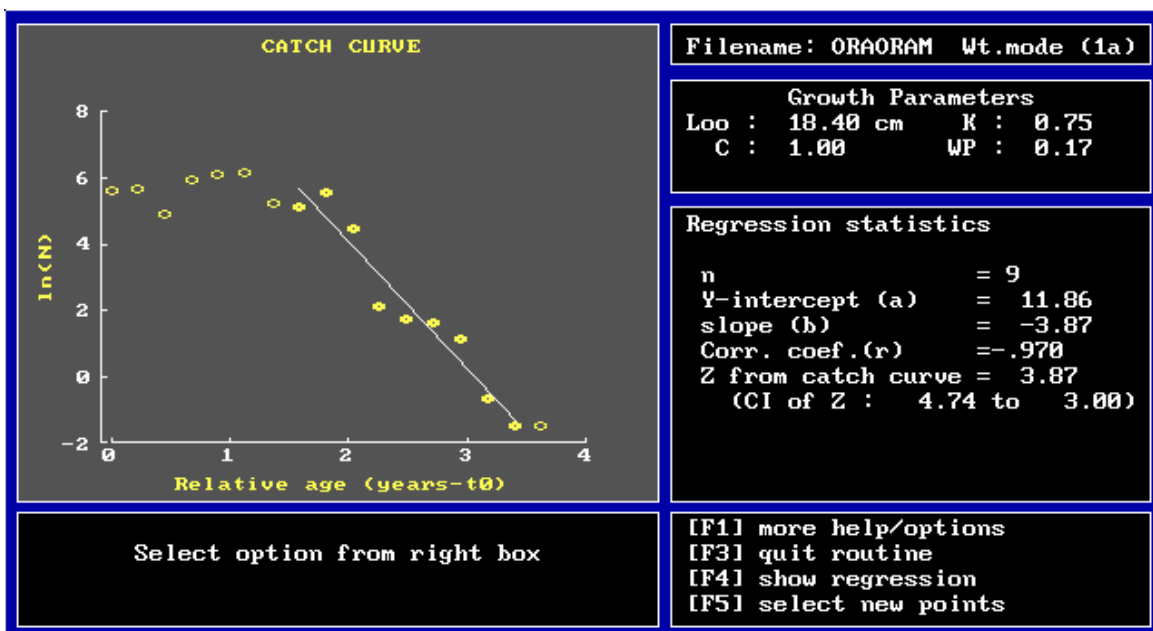 CATCH CURVE
8
6
4
2
0
-2
ln(N)
0 1 2 3 4
Relative age (years-t0)
Select option from right box
Filename: ORAORAM Wt.mode (1a)
Growth Parameters
Loo : 18.40 cm K : 0.75
C : 1.00 WP : 0.17
Regression statistics
n = 9
Y-intercept (a) = 11.86
slope (b) = -3.87
Corr. coef.(r) =-.970
Z from catch curve = 3.87
(CI of Z : 4.74 to 3.00)
[F1] more help/options
[F3] quit routine
[F4] show regression
[F5] select new points